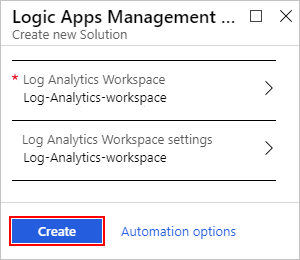 Logic Apps Management ...
Create new Solution
* Log Analytics Workspace
Log-Analytics-workspace
Log Analytics Workspace settings
Log-Analytics-workspace
Create
Automation options